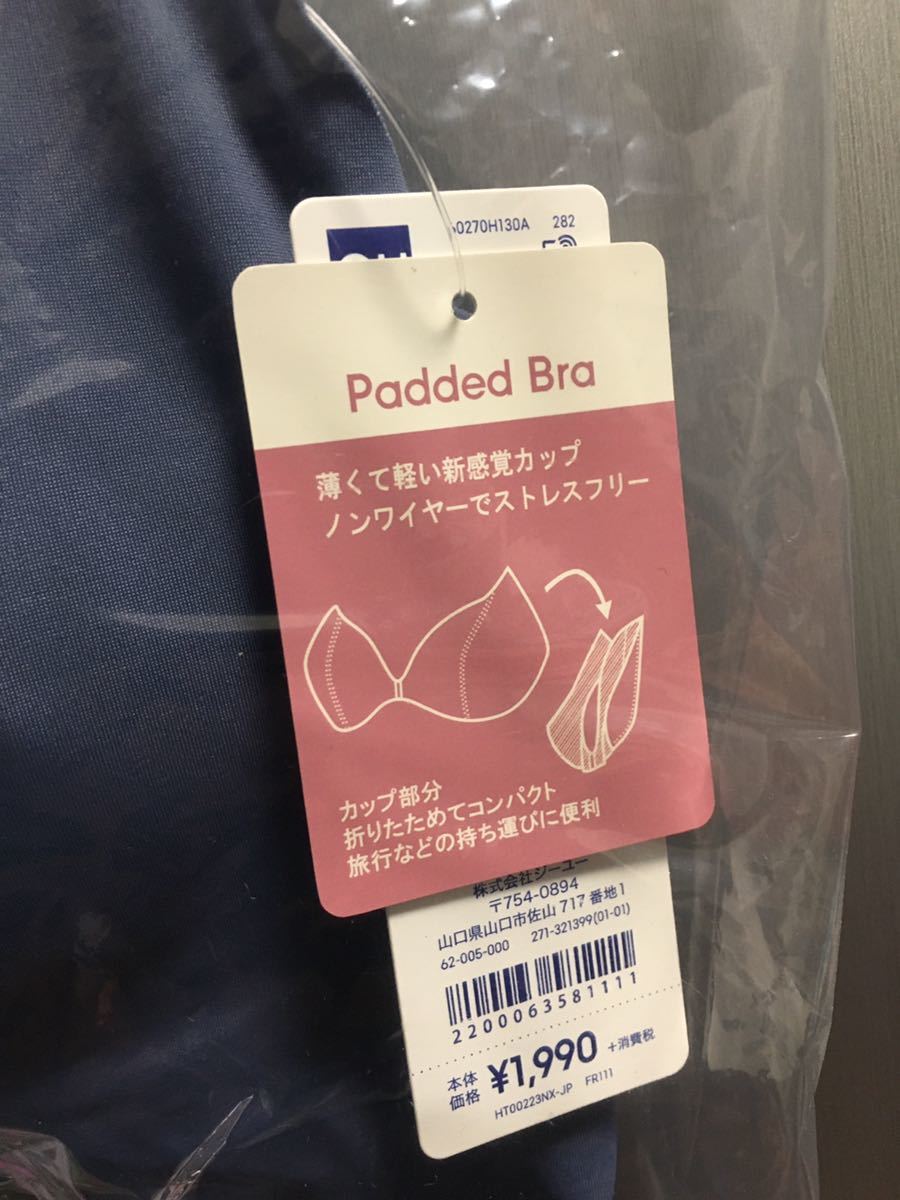 60270H130A 282
GU
Padded Bra
薄くて軽い新感覚カップ
ノンワイヤーでストレスフリー
カップ部分
折りたためてコンパクト
旅行などの持ち運びに便利
株式会社ジーユー
〒754-0894
山口県山口市佐山717番地1
62-005-000 271-321399(01-01)
2200063581111
本体価格 ¥1,990 +消費税
HT00223NX-JP FR111